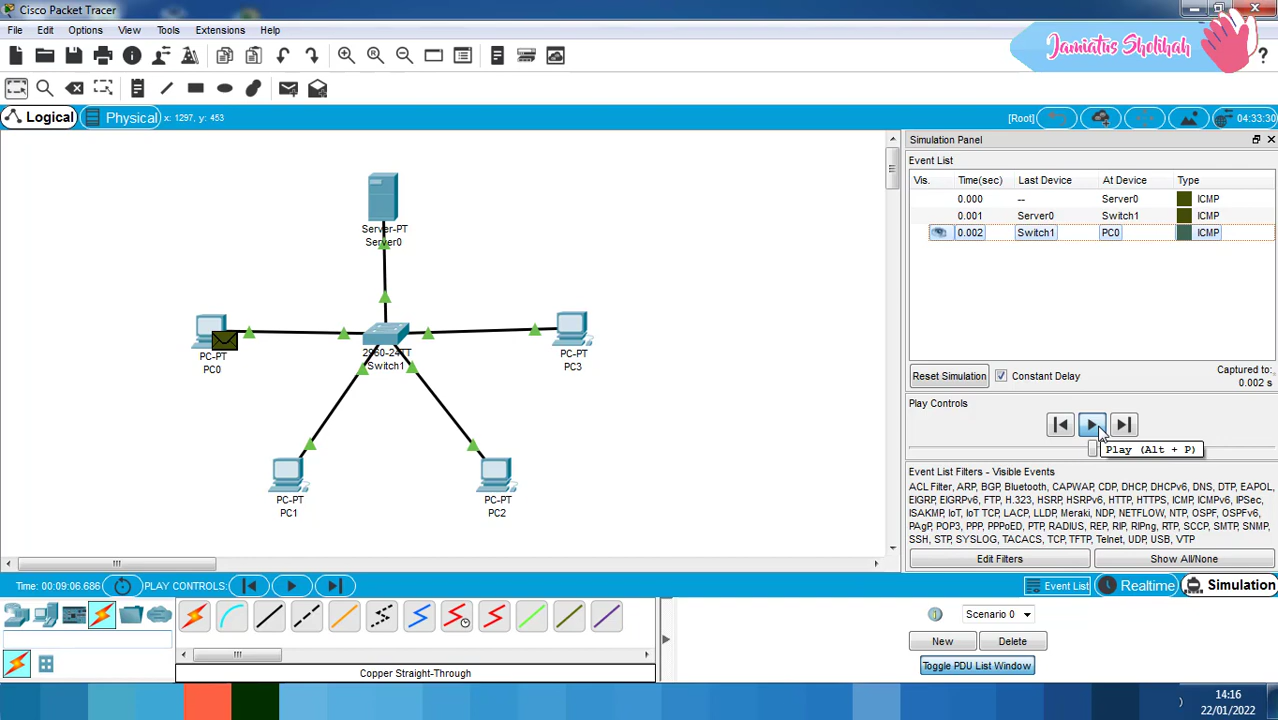 Cisco Packet Tracer
File Edit Options View Tools Extensions Help
Jamiatus Sholihah
?
Logical Physical x: 1297, y: 453 [Root] 04:33:30
Simulation Panel
Event List
Vis. Time(sec) Last Device At Device Type
0.000 -- Server0 ICMP
0.001 Server0 Switch1 ICMP
0.002 Switch1 PC0 ICMP
Server-PT
Server0
PC-PT
PC0
2960-24TT
Switch1
PC-PT
PC3
PC-PT
PC1
PC-PT
PC2
Reset Simulation Constant Delay Captured to:
0.002 s
Play Controls
Play (Alt + P)
Event List Filters - Visible Events
ACL Filter, ARP, BGP, Bluetooth, CAPWAP, CDP, DHCP, DHCPv6, DNS, DTP, EAPOL,
EIGRP, EIGRPv6, FTP, H.323, HSRP, HSRPv6, HTTP, HTTPS, ICMP, ICMPv6, IPSec,
ISAKMP, IoT, IoT TCP, LACP, LLDP, Meraki, NDP, NETFLOW, NTP, OSPF, OSPFv6,
PAgP, POP3, PPP, PPPoED, PTP, RADIUS, REP, RIP, RIPng, RTP, SCCP, SMTP, SNMP,
SSH, STP, SYSLOG, TACACS, TCP, TFTP, Telnet, UDP, USB, VTP
Edit Filters Show All/None
Time: 00:09:06.686 PLAY CONTROLS: Event List Realtime Simulation
Scenario 0
New Delete
Toggle PDU List Window
Copper Straight-Through
14:16
22/01/2022